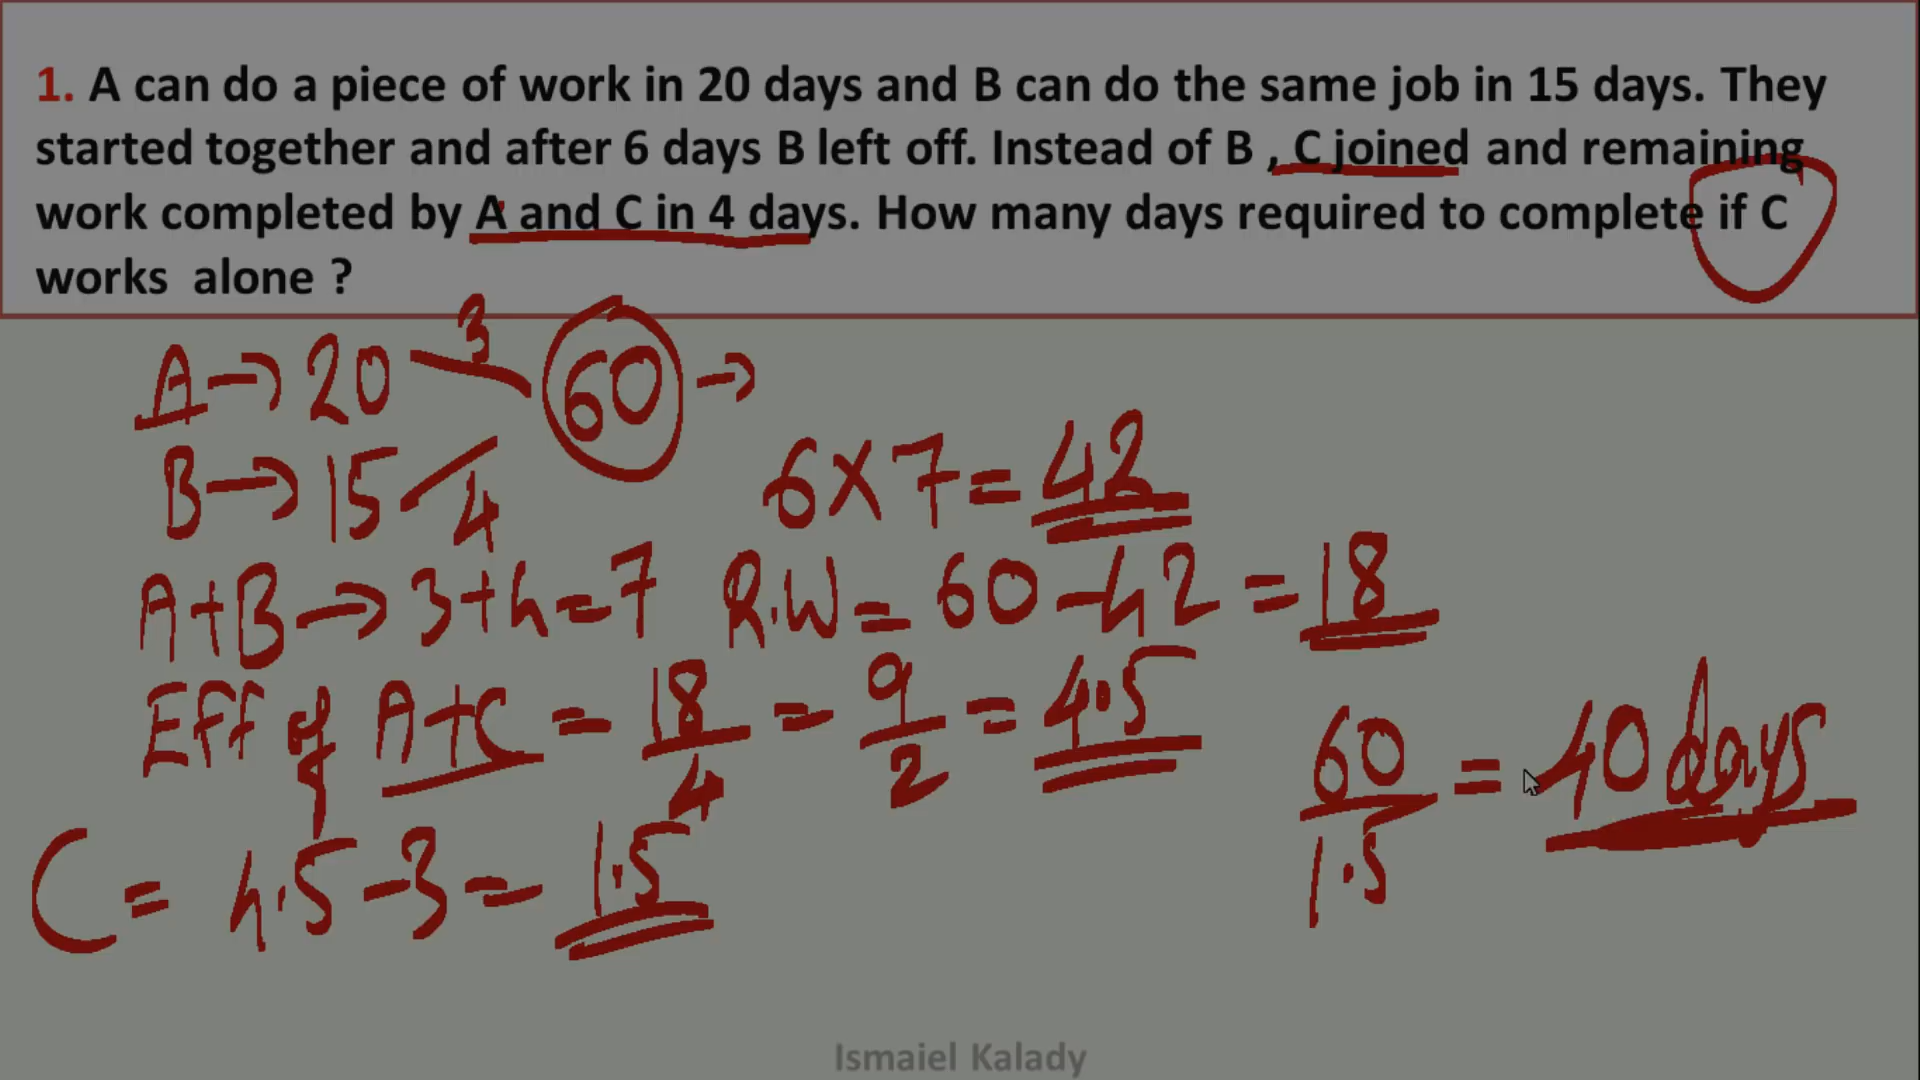 1. A can do a piece of work in 20 days and B can do the same job in 15 days. They
started together and after 6 days B left off. Instead of B , C joined and remaining
work completed by A and C in 4 days. How many days required to complete if C
works alone ?
A → 20 3 60 →
B → 15 4
6 X 7 = 42
A+B → 3+4=7
R.W = 60 - 42 = 18
Eff of A+C = 18/4 = 9/2 = 4.5
60/1.5 = 40 days
C = 4.5 - 3 = 1.5
Ismaiel Kalady